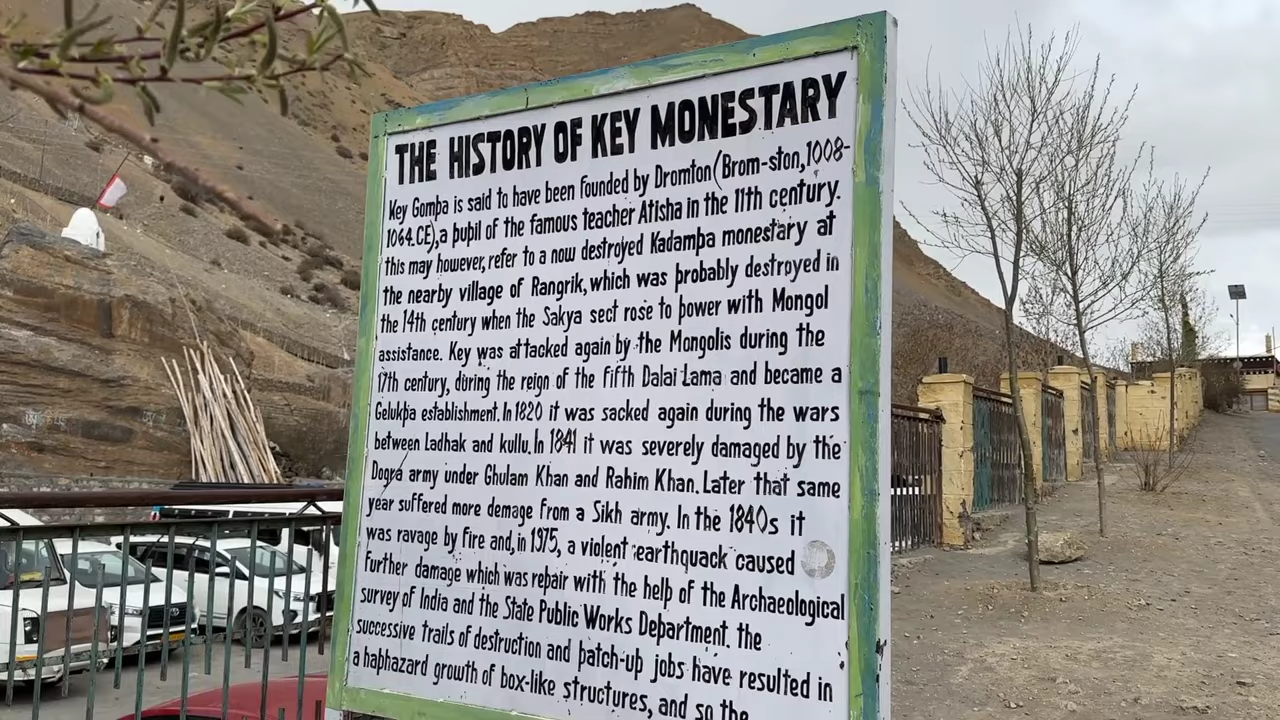 THE HISTORY OF KEY MONESTARY
Key Gompa is said to have been founded by Dromton (Brom-ston, 1008-
1064.CE), a pupil of the famous teacher Atisha in the 11th century.
this may however, refer to a now destroyed Kadampa monestary at
the nearby village of Rangrik, which was probably destroyed in
the 14th century when the Sakya sect rose to power with Mongol
assistance. Key was attacked again by the Mongolis during the
17th century, during the reign of the fifth Dalai Lama and became a
Gelukpa establishment. In 1820 it was sacked again during the wars
between Ladhak and kullu. In 1841 it was severely damaged by the
Dogra army under Ghulam Khan and Rahim Khan. Later that same
year suffered more demage from a Sikh army. In the 1840s it
was ravage by Fire and, in 1975, a violent earthquack caused
Further damage which was repair with the help of the Archaeological
survey of India and the State Public Works Department. the
successive trails of destruction and patch-up jobs have resulted in
a haphazard growth of box-like structures, and so the